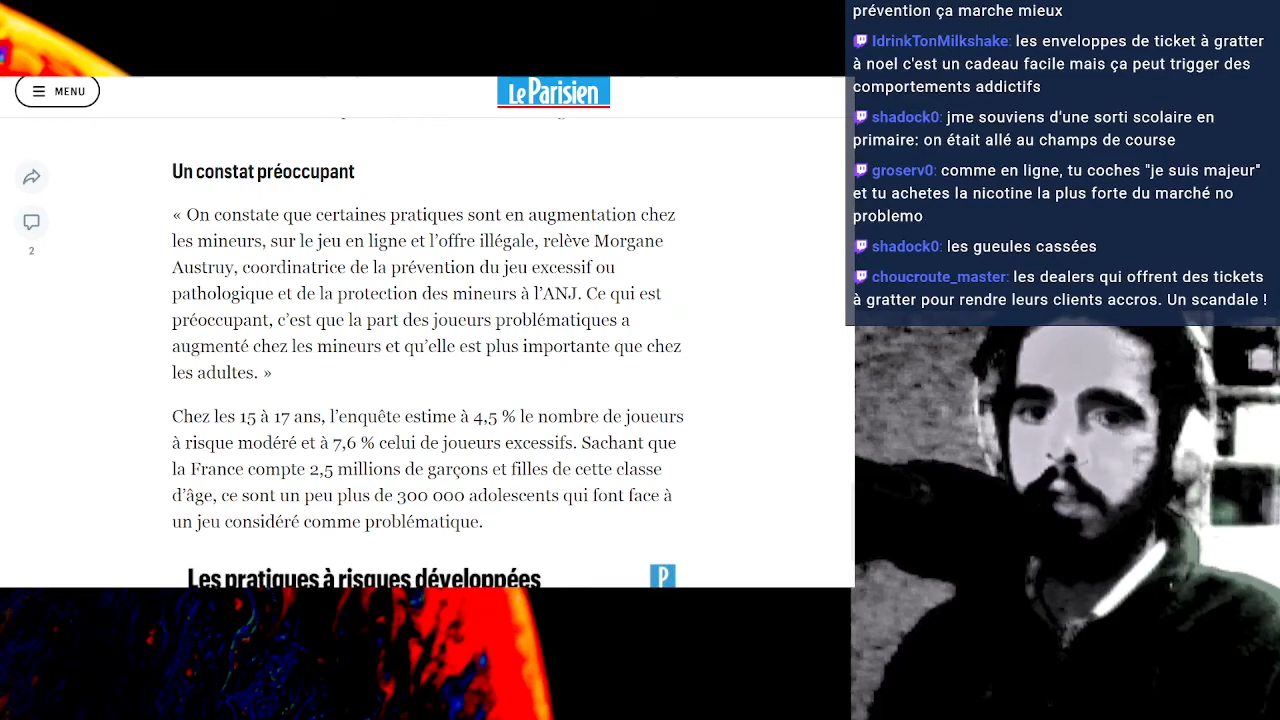 MENU
Le Parisien
Un constat préoccupant
« On constate que certaines pratiques sont en augmentation chez
les mineurs, sur le jeu en ligne et l’offre illégale, relève Morgane
Austruy, coordinatrice de la prévention du jeu excessif ou
pathologique et de la protection des mineurs à l’ANJ. Ce qui est
préoccupant, c’est que la part des joueurs problématiques a
augmenté chez les mineurs et qu’elle est plus importante que chez
les adultes. »
2
Chez les 15 à 17 ans, l’enquête estime à 4,5 % le nombre de joueurs
à risque modéré et à 7,6 % celui de joueurs excessifs. Sachant que
la France compte 2,5 millions de garçons et filles de cette classe
d’âge, ce sont un peu plus de 300 000 adolescents qui font face à
un jeu considéré comme problématique.
Les pratiques à risques développées
P
prévention ça marche mieux
IdrinkTonMilkshake: les enveloppes de ticket à gratter
à noel c'est un cadeau facile mais ça peut trigger des
comportements addictifs
shadock0: jme souviens d'une sorti scolaire en
primaire: on était allé au champs de course
groserv0: comme en ligne, tu coches "je suis majeur"
et tu achetes la nicotine la plus forte du marché no
problemo
shadock0: les gueules cassées
choucroute_master: les dealers qui offrent des tickets
à gratter pour rendre leurs clients accros. Un scandale !